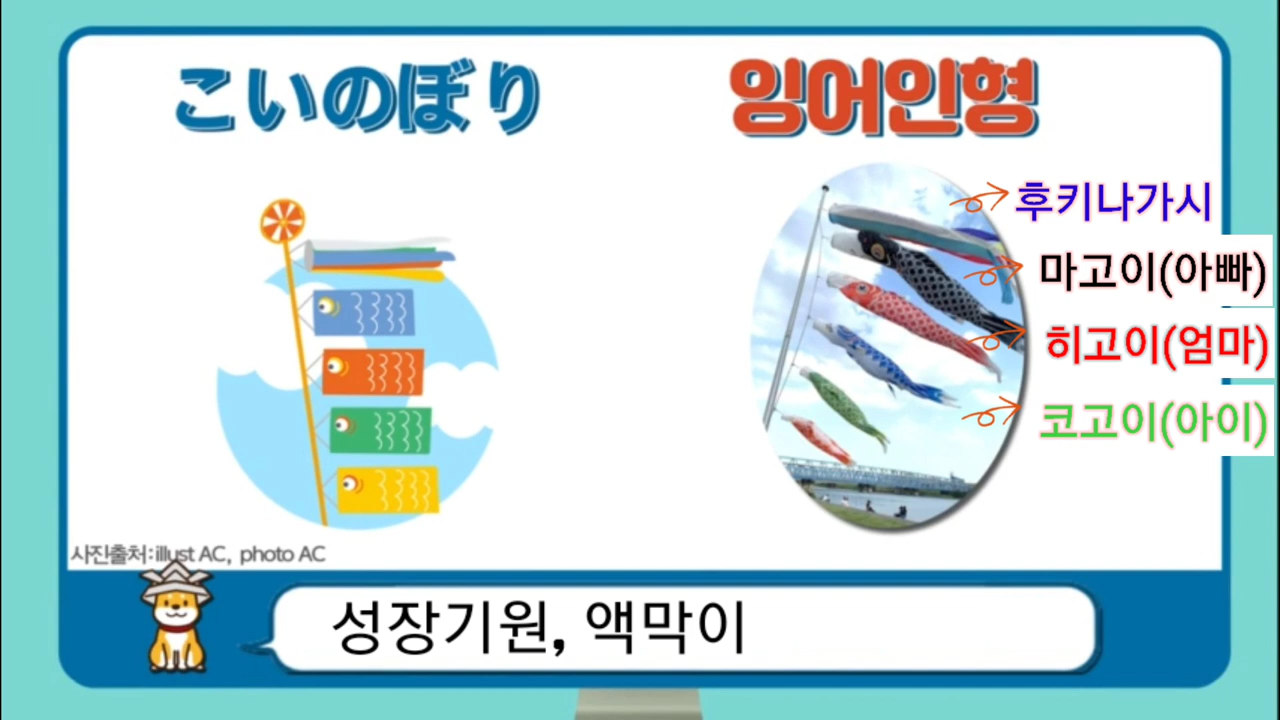 こいのぼり
잉어인형
후키나가시
마고이(아빠)
히고이(엄마)
코고이(아이)
사진출처:illust AC, photo AC
성장기원, 액막이